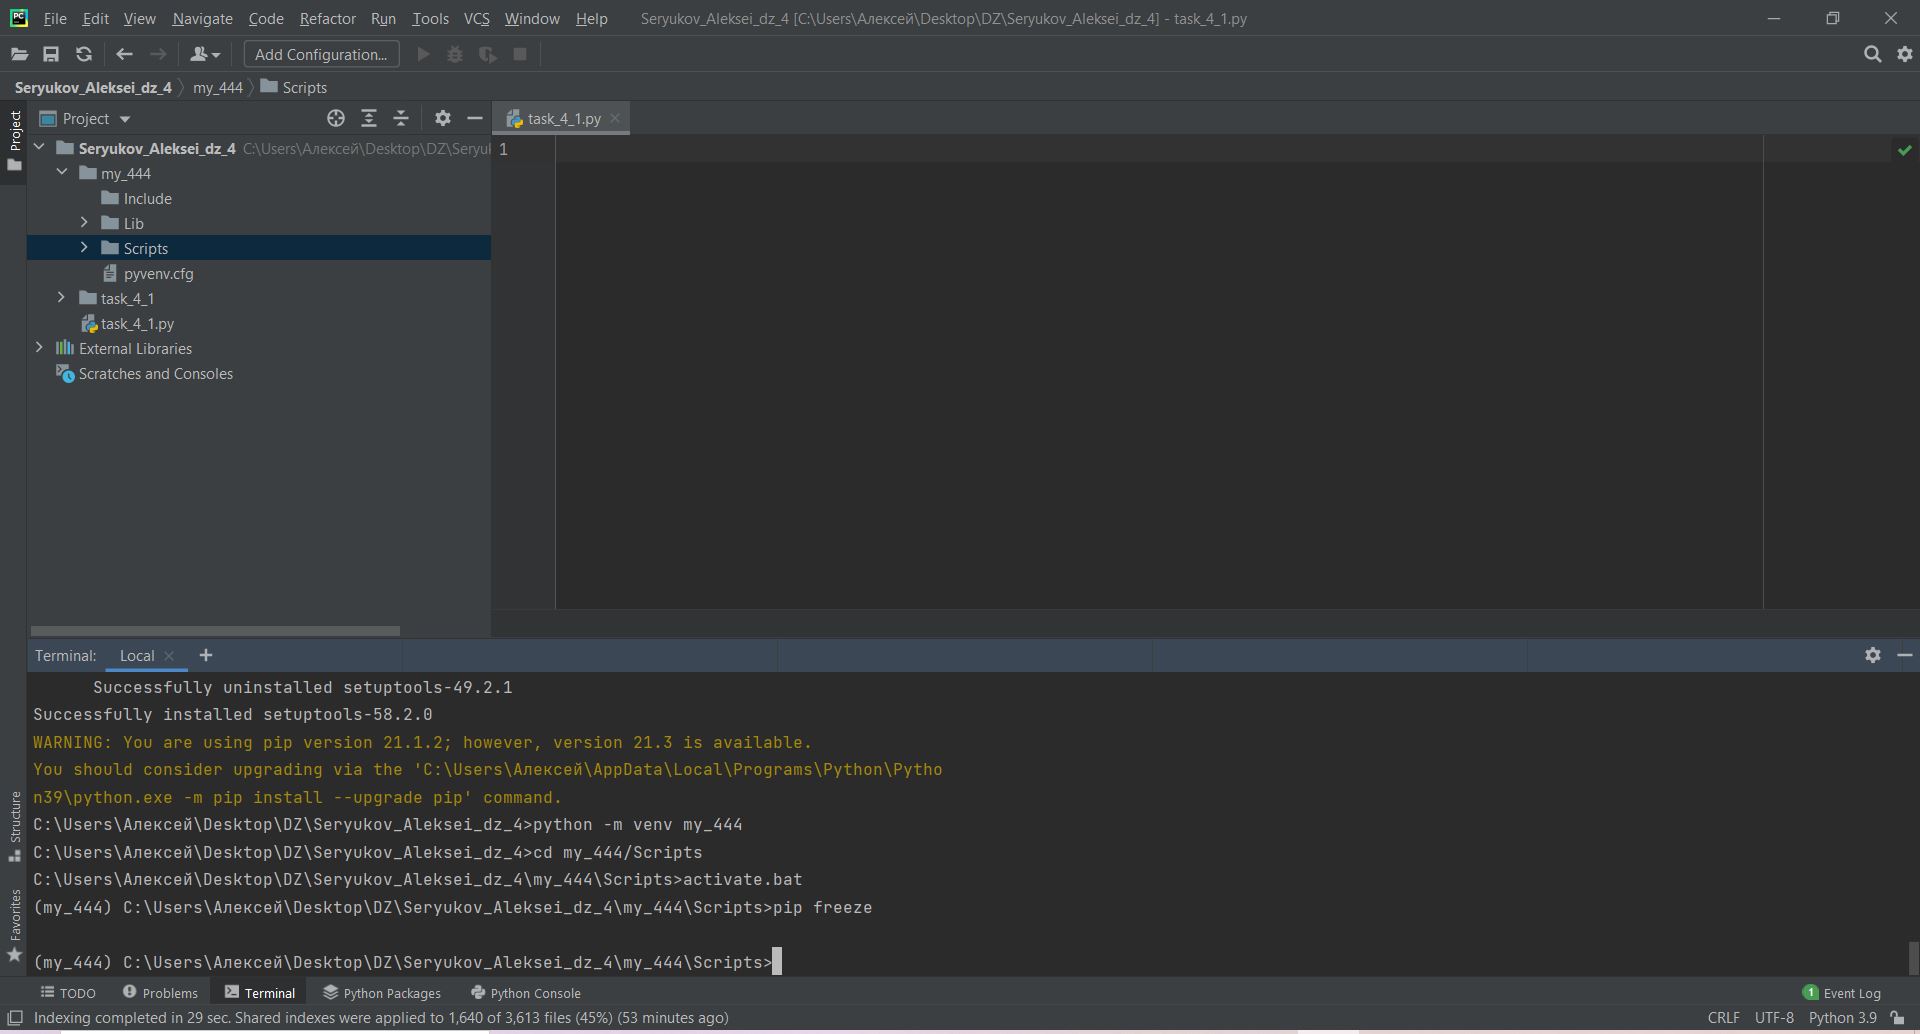 PC File Edit View Navigate Code Refactor Run Tools VCS Window Help Seryukov_Aleksei_dz_4 [C:\Users\Алексей\Desktop\DZ\Seryukov_Aleksei_dz_4] - task_4_1.py
Add Configuration...
Seryukov_Aleksei_dz_4 my_444 Scripts
Project
Project
task_4_1.py
Seryukov_Aleksei_dz_4 C:\Users\Алексей\Desktop\DZ\Seryuk
1
my_444
Include
Lib
Scripts
pyvenv.cfg
task_4_1
task_4_1.py
External Libraries
Scratches and Consoles
Terminal: Local
Successfully uninstalled setuptools-49.2.1
Successfully installed setuptools-58.2.0
WARNING: You are using pip version 21.1.2; however, version 21.3 is available.
You should consider upgrading via the 'C:\Users\Алексей\AppData\Local\Programs\Python\Pytho
n39\python.exe -m pip install --upgrade pip' command.
C:\Users\Алексей\Desktop\DZ\Seryukov_Aleksei_dz_4>python -m venv my_444
C:\Users\Алексей\Desktop\DZ\Seryukov_Aleksei_dz_4>cd my_444/Scripts
C:\Users\Алексей\Desktop\DZ\Seryukov_Aleksei_dz_4\my_444\Scripts>activate.bat
(my_444) C:\Users\Алексей\Desktop\DZ\Seryukov_Aleksei_dz_4\my_444\Scripts>pip freeze
(my_444) C:\Users\Алексей\Desktop\DZ\Seryukov_Aleksei_dz_4\my_444\Scripts>
Structure
Favorites
TODO Problems Terminal Python Packages Python Console 1 Event Log
Indexing completed in 29 sec. Shared indexes were applied to 1,640 of 3,613 files (45%) (53 minutes ago) CRLF UTF-8 Python 3.9